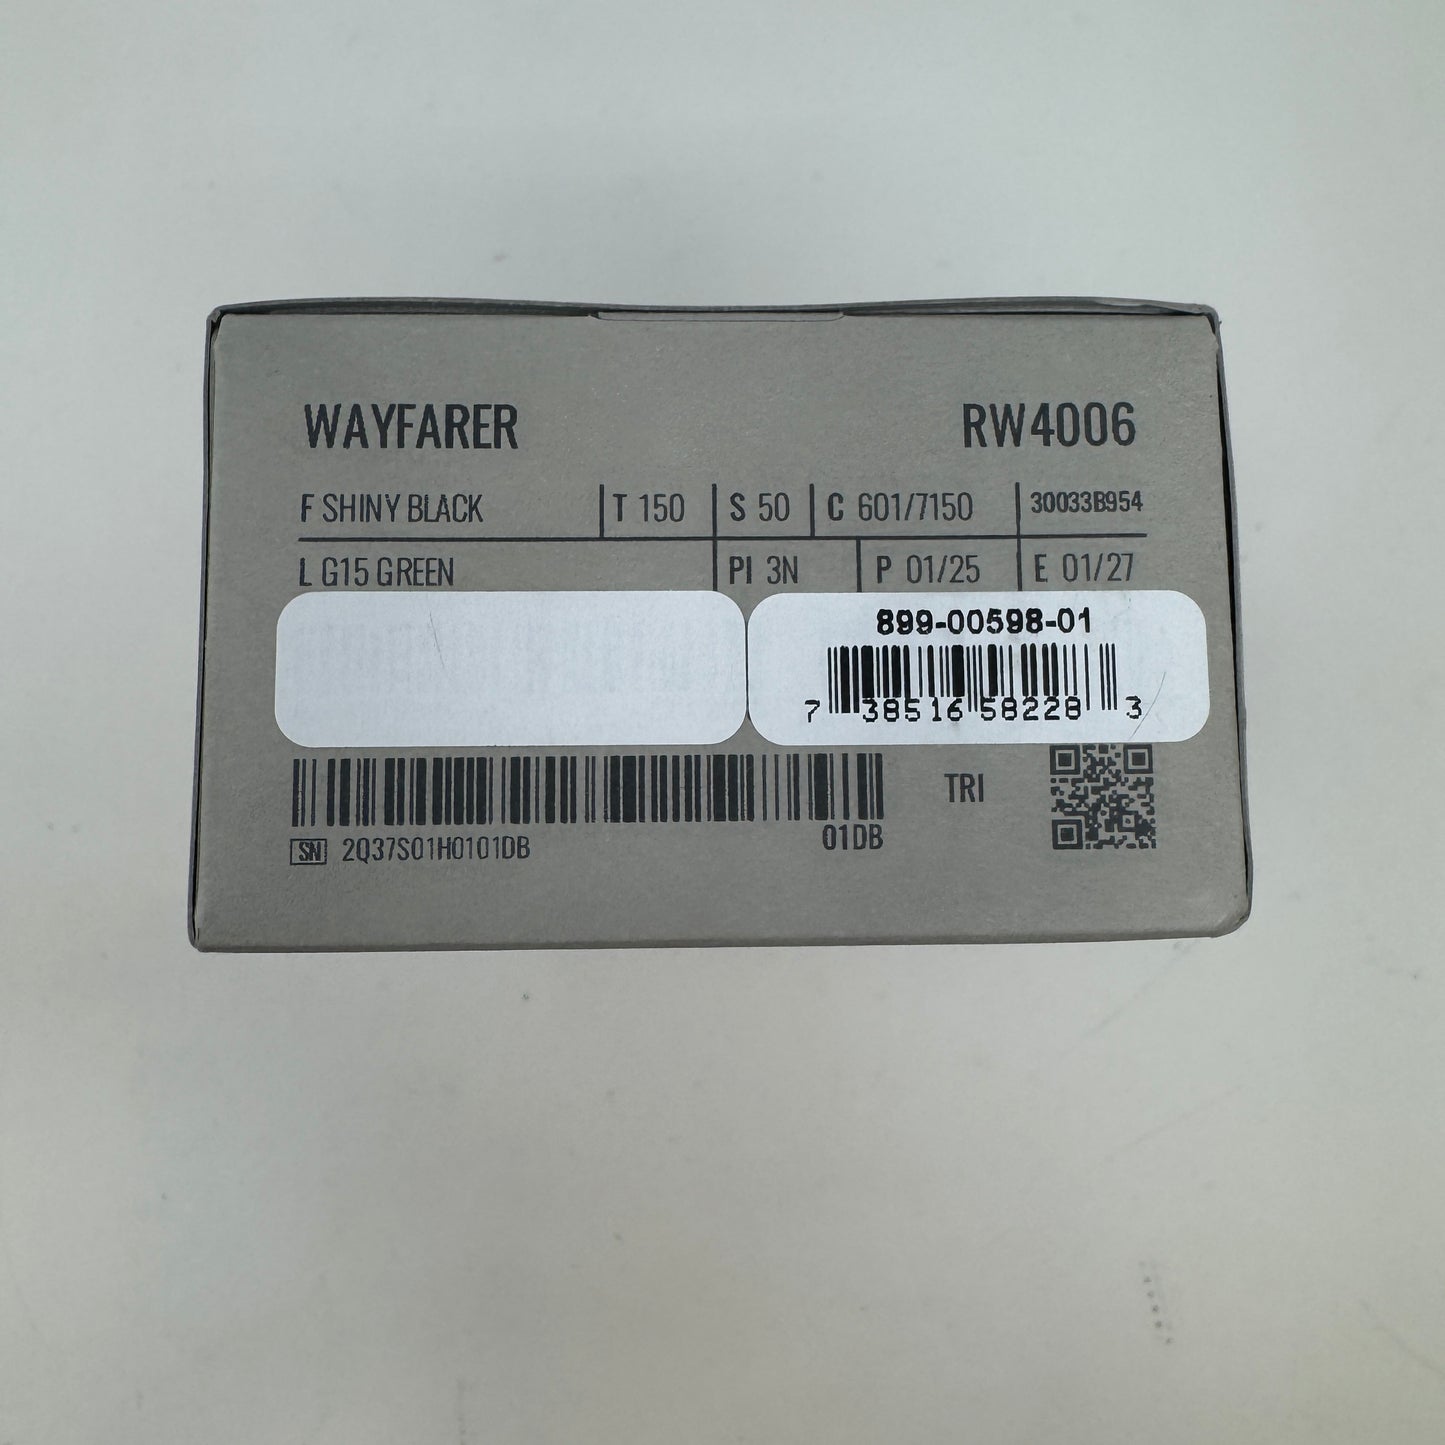 WAYFARER RW4006
F SHINY BLACK T 150 S 50 C 601/7150 30033B954
L G15 GREEN PI 3N P 01/25 E 01/27
899-00598-01
7 38516 58228 3
TRI
01DB
SN 2Q37S01H0101DB